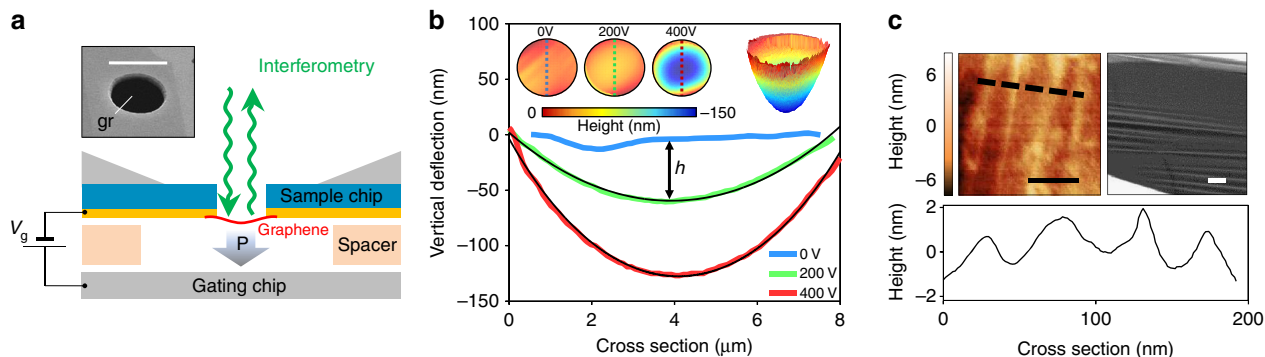 a
gr
Interferometry
Sample chip
Graphene
V_g
P
Spacer
Gating chip
b
Vertical deflection (nm)
100
50
0
–50
–100
–150
0V
200V
400V
0
–150
Height (nm)
h
0 V
200 V
400 V
0
2
4
6
8
Cross section (μm)
c
Height (nm)
6
0
–6
Height (nm)
2
0
–2
0
100
200
Cross section (nm)